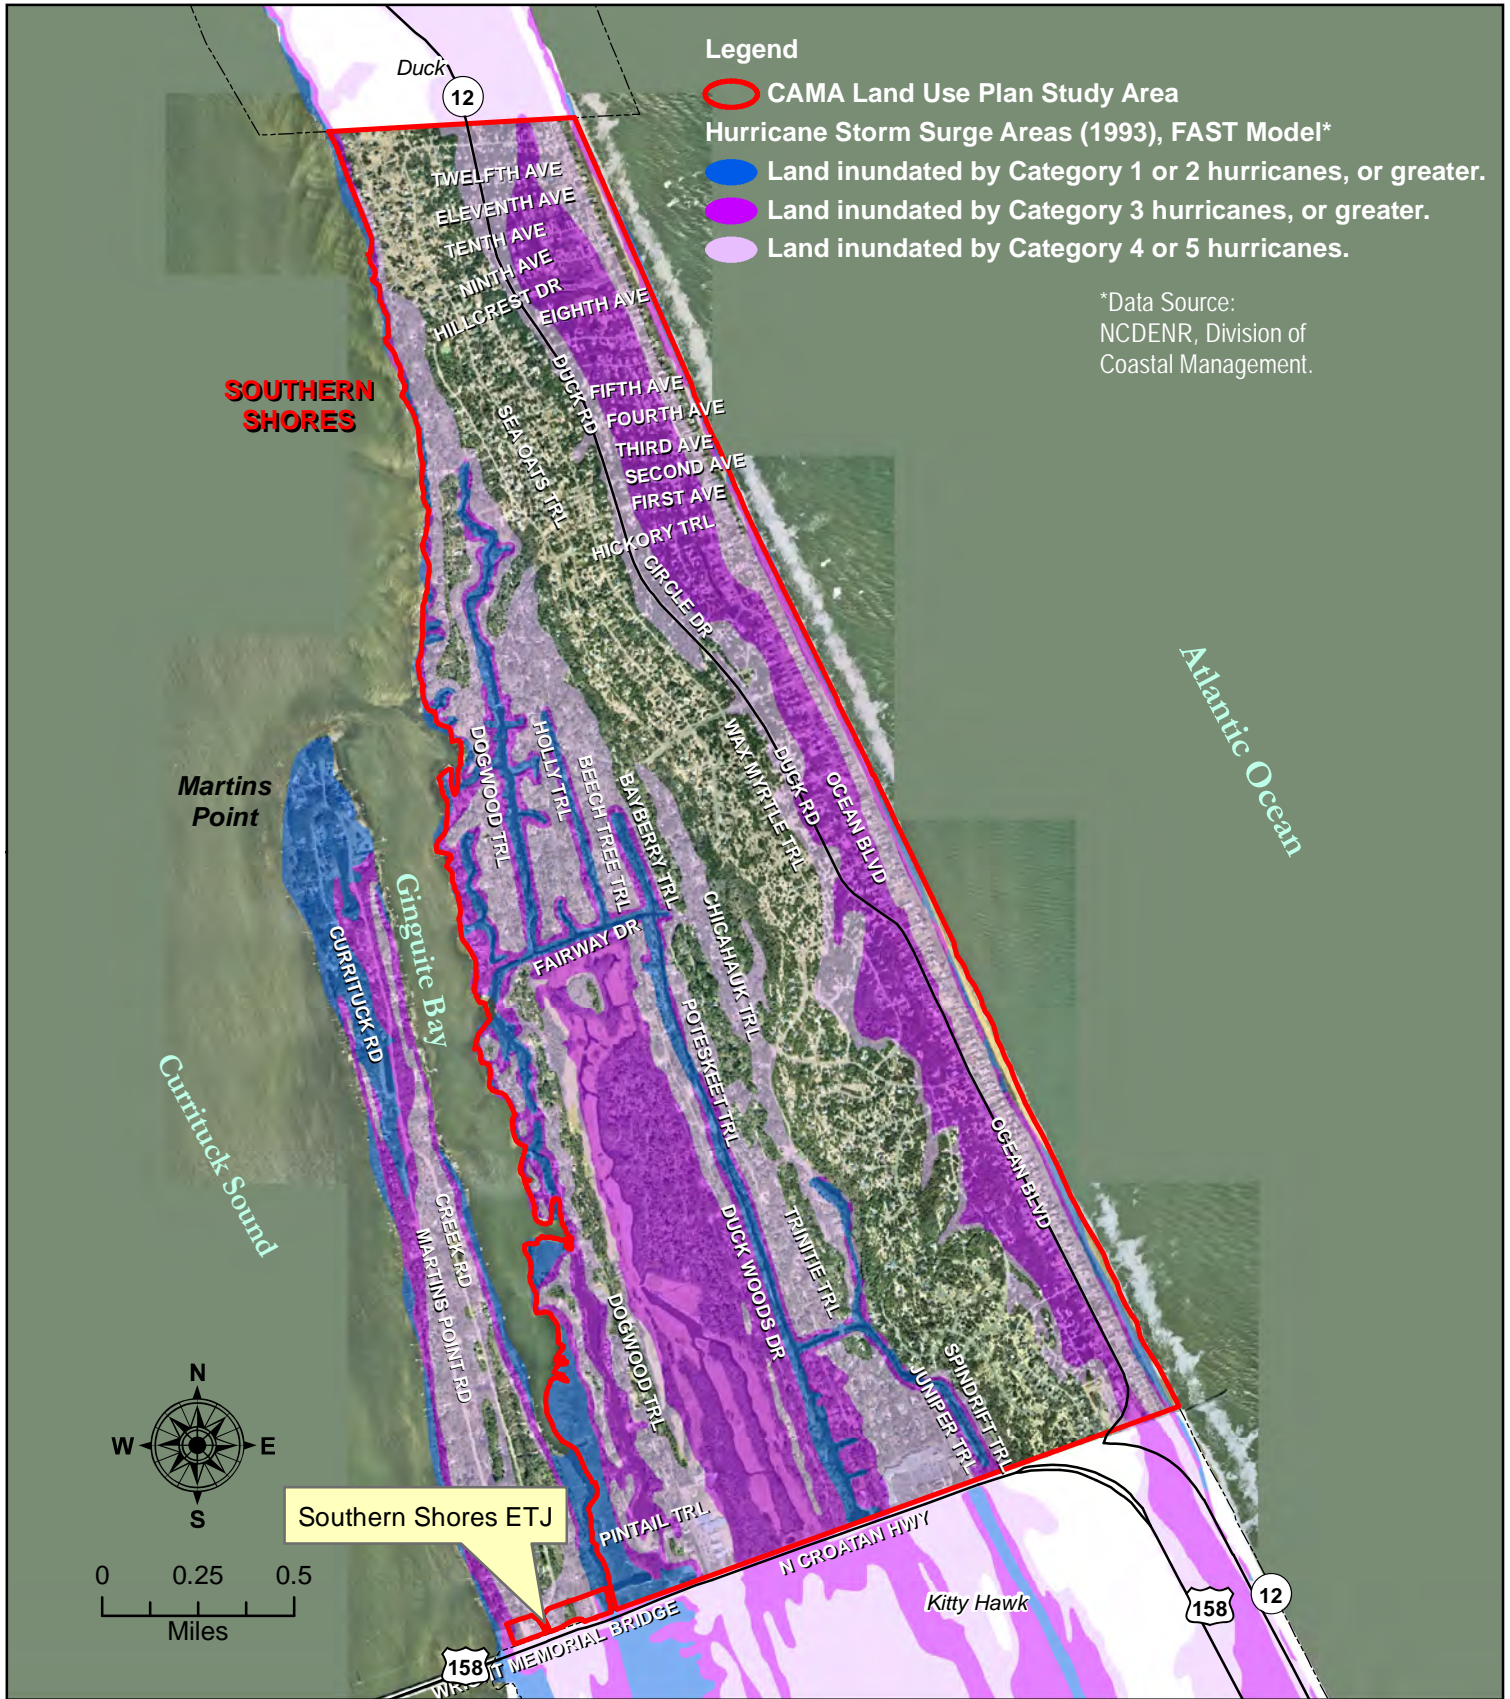 Legend
CAMA Land Use Plan Study Area
Hurricane Storm Surge Areas (1993), FAST Model*
Land inundated by Category 1 or 2 hurricanes, or greater.
Land inundated by Category 3 hurricanes, or greater.
Land inundated by Category 4 or 5 hurricanes.
*Data Source:
NCDENR, Division of
Coastal Management.
Duck
12
TWELFTH AVE
ELEVENTH AVE
TENTH AVE
NINTH AVE
HILLCREST DR
EIGHTH AVE
DUCK RD
FIFTH AVE
FOURTH AVE
THIRD AVE
SECOND AVE
FIRST AVE
HICKORY TRL
SEA OATS TRL
CIRCLE DR
SOUTHERN
SHORES
Atlantic Ocean
Martins
Point
DOGWOOD TRL
HOLLY TRL
BEECH TREE TRL
BAYBERRY TRL
WAX MYRTLE TRL
DUCK RD
OCEAN BLVD
Ginguite Bay
CURRITUCK RD
FAIRWAY DR
CHICAHAUK TRL
POTESKEET TRL
Currituck Sound
OCEAN BLVD
CREEK RD
MARTINS POINT RD
DUCK WOODS DR
TRINITIE TRL
DOGWOOD TRL
JUNIPER TRL
SPINDRIFT TRL
N
W
E
S
Southern Shores ETJ
PINTAIL TRL
N CROATAN HWY
0 0.25 0.5
Miles
Kitty Hawk
158
12
158
WRIGHT MEMORIAL BRIDGE